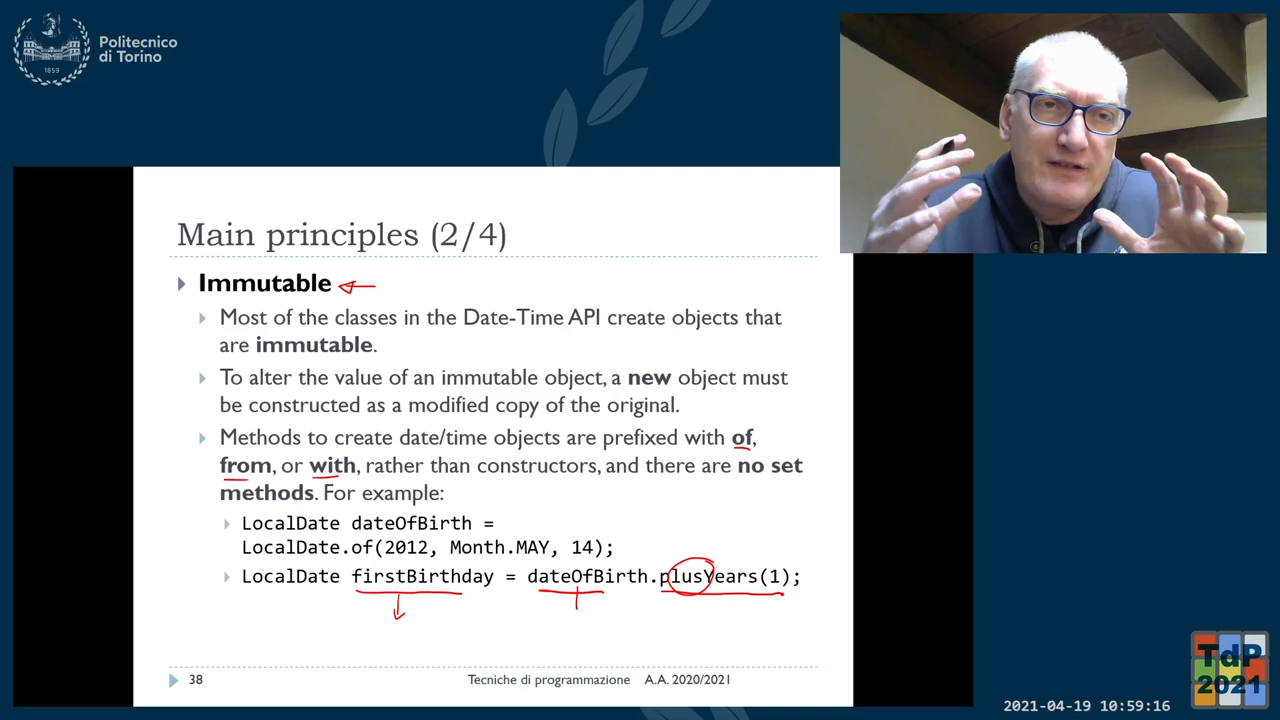 Politecnico
di Torino
1859
Main principles (2/4)
Immutable
Most of the classes in the Date-Time API create objects that
are immutable.
To alter the value of an immutable object, a new object must
be constructed as a modified copy of the original.
Methods to create date/time objects are prefixed with of,
from, or with, rather than constructors, and there are no set
methods. For example:
LocalDate dateOfBirth =
LocalDate.of(2012, Month.MAY, 14);
LocalDate firstBirthday = dateOfBirth.plusYears(1);
38 Tecniche di programmazione A.A. 2020/2021
TdP
2021
2021-04-19 10:59:16